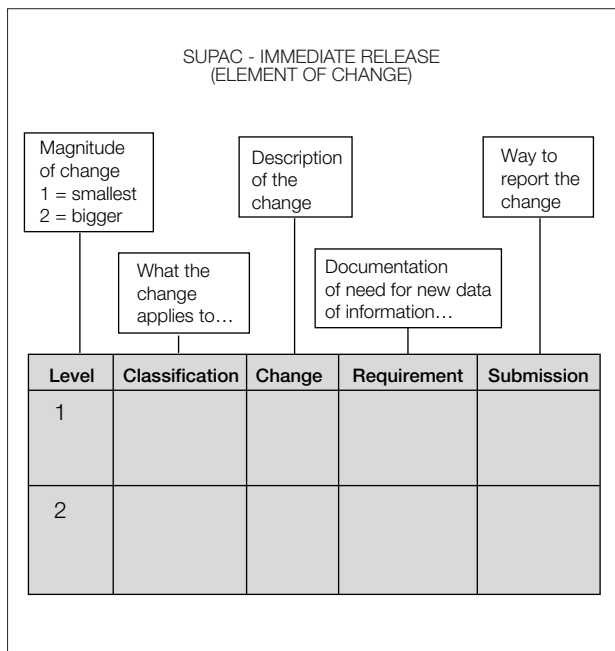 SUPAC - IMMEDIATE RELEASE
(ELEMENT OF CHANGE)
Magnitude
of change
1 = smallest
2 = bigger
Description
of the
change
Way to
report the
change
What the
change
applies to…
Documentation
of need for new data
of information…
Level Classification Change Requirement Submission
1
2